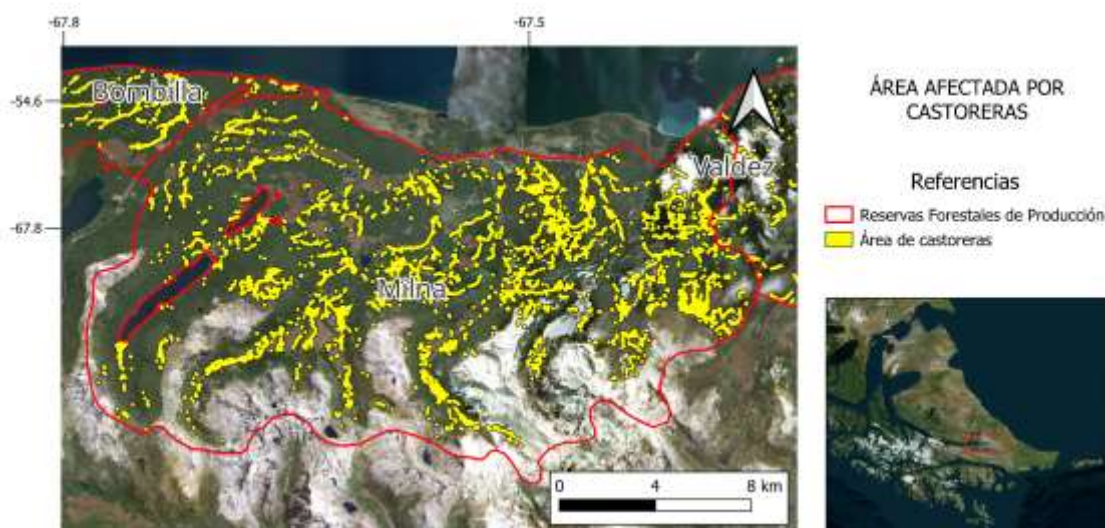 -67.8
-67.5
-54.6
-67.8
Bombilla
Valdez
Milna
0 4 8 km
ÁREA AFECTADA POR
CASTORERAS
Referencias
Reservas Forestales de Producción
Área de castoreras